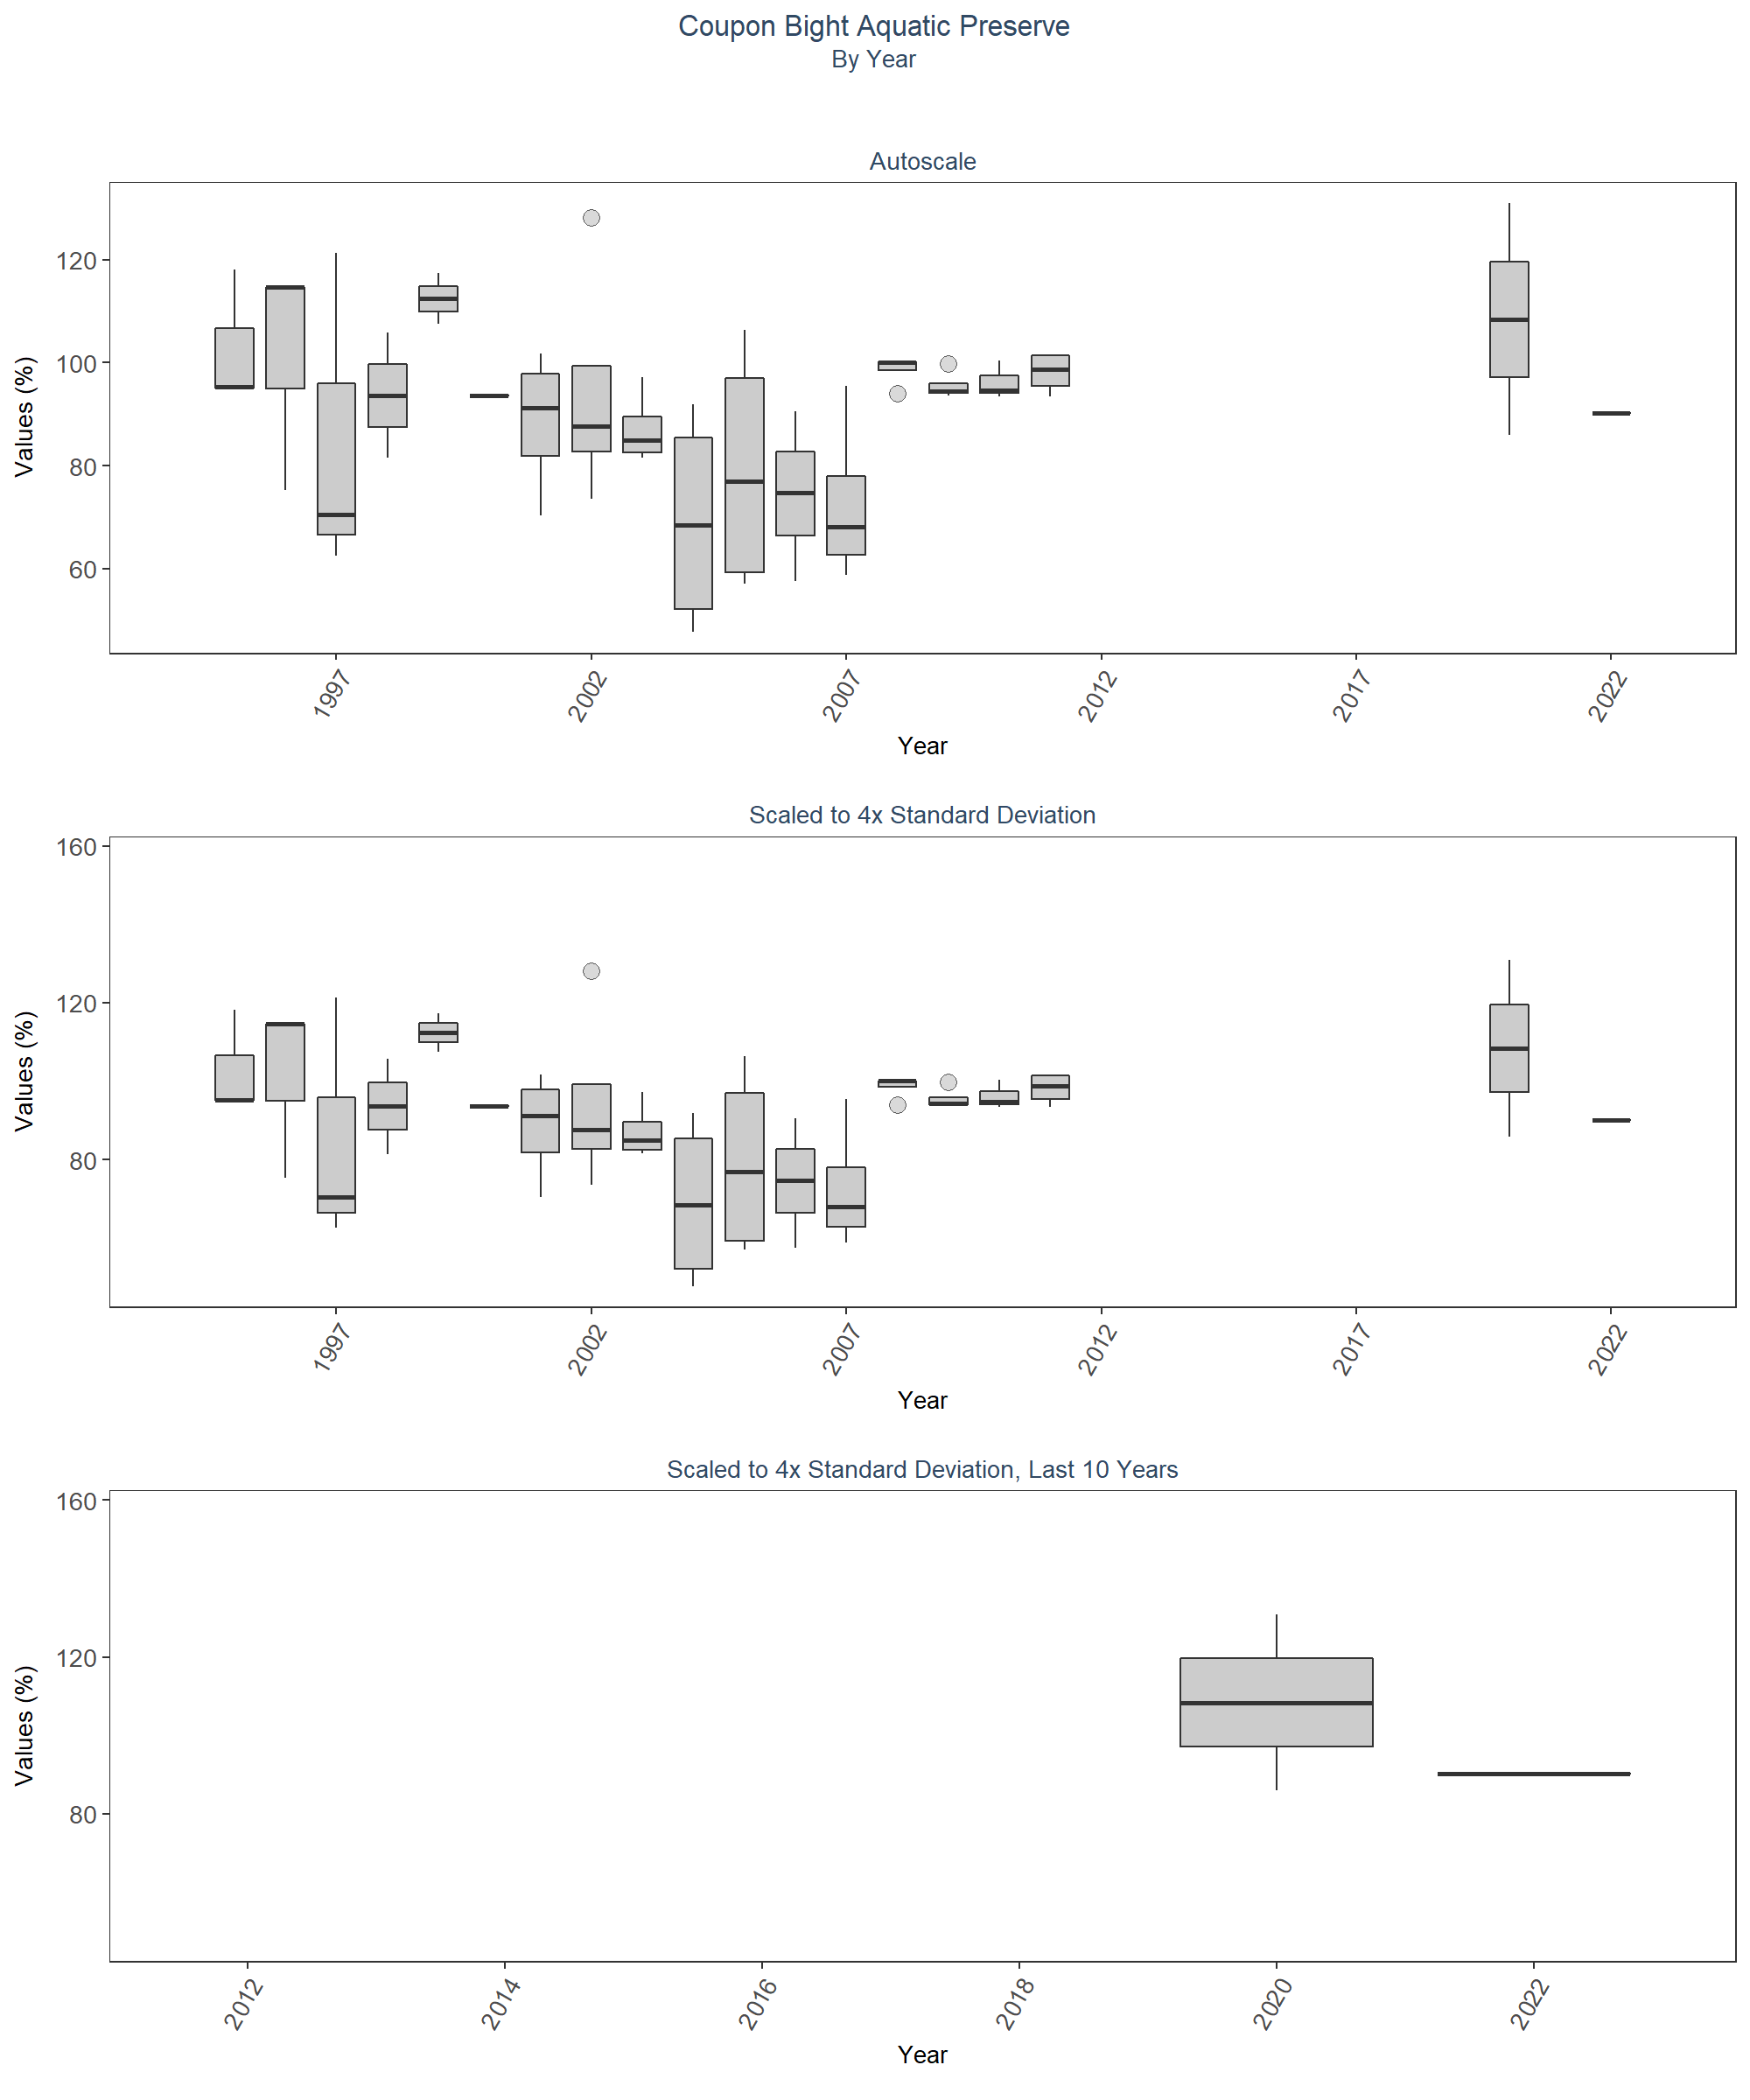 Coupon Bight Aquatic Preserve
By Year
Autoscale
Values (%)
120
100
80
60
1997
2002
2007
2012
2017
2022
Year
Scaled to 4x Standard Deviation
Values (%)
160
120
80
1997
2002
2007
2012
2017
2022
Year
Scaled to 4x Standard Deviation, Last 10 Years
Values (%)
160
120
80
2012
2014
2016
2018
2020
2022
Year